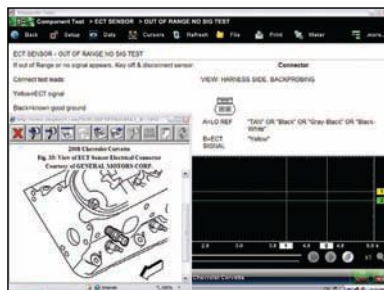 Component Test > ECT SENSOR > OUT OF RANGE NO SIG TEST
Back Setup Data Cursors Refresh File Print Meter more..
ECT SENSOR - OUT OF RANGE NO SIG TEST
If out of Range or no signal appears, Key off & disconnect sensor
Connect test leads:
Yellow=ECT signal
Black=known good ground
Connector
VIEW: HARNESS SIDE, BACKPROBING
A=LO REF "TAN" OR "Black" OR "Gray-Black" OR "Black-White"
B=ECT SIGNAL "Yellow"
2008 Chevrolet Corvette
Fig. 33: View of ECT Sensor Electrical Connector
Courtesy of GENERAL MOTORS CORP.
Chevrolet Corvette